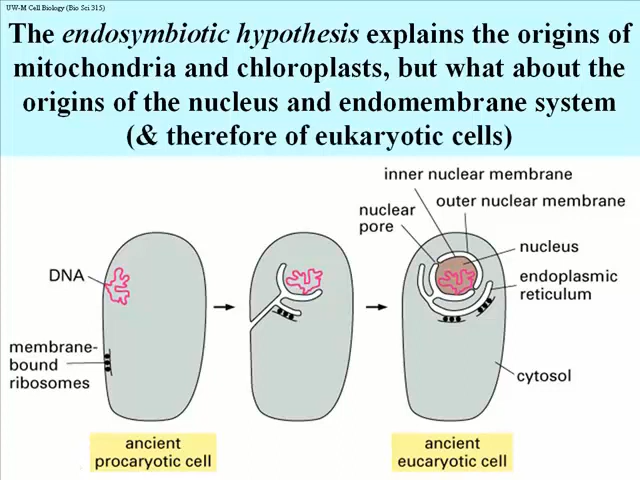 UW-M Cell Biology (Bio Sci 315)
The endosymbiotic hypothesis explains the origins of
mitochondria and chloroplasts, but what about the
origins of the nucleus and endomembrane system
(& therefore of eukaryotic cells)
inner nuclear membrane
outer nuclear membrane
nuclear
pore
nucleus
DNA
endoplasmic
reticulum
membrane-
bound
ribosomes
cytosol
ancient
procaryotic cell
ancient
eucaryotic cell